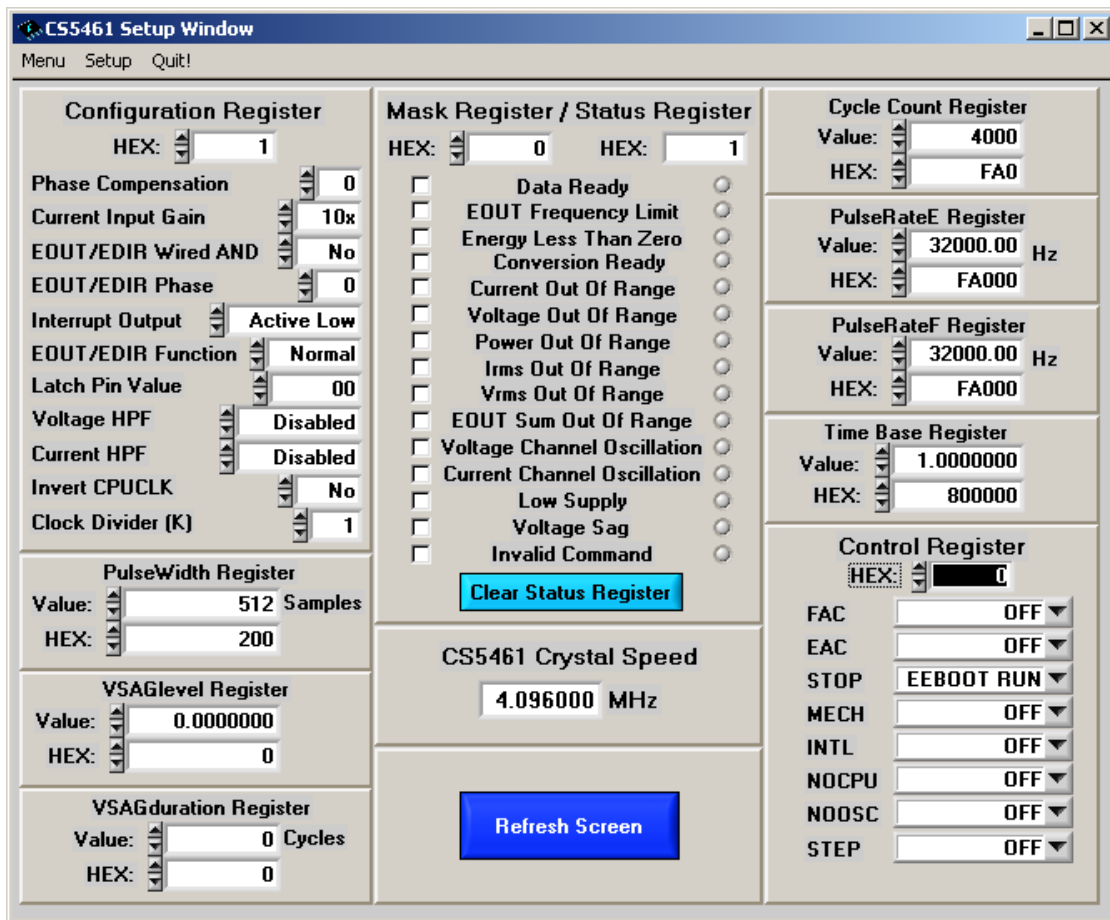 CS5461 Setup Window
Menu Setup Quit!
Configuration Register
HEX: 1
Phase Compensation 0
Current Input Gain 10x
EOUT/EDIR Wired AND No
EOUT/EDIR Phase 0
Interrupt Output Active Low
EOUT/EDIR Function Normal
Latch Pin Value 00
Voltage HPF Disabled
Current HPF Disabled
Invert CPUCLK No
Clock Divider (K) 1
PulseWidth Register
Value: 512 Samples
HEX: 200
VSAGlevel Register
Value: 0.0000000
HEX: 0
VSAGduration Register
Value: 0 Cycles
HEX: 0
Mask Register / Status Register
HEX: 0 HEX: 1
Data Ready
EOUT Frequency Limit
Energy Less Than Zero
Conversion Ready
Current Out Of Range
Voltage Out Of Range
Power Out Of Range
Irms Out Of Range
Vrms Out Of Range
EOUT Sum Out Of Range
Voltage Channel Oscillation
Current Channel Oscillation
Low Supply
Voltage Sag
Invalid Command
Clear Status Register
CS5461 Crystal Speed
4.096000 MHz
Refresh Screen
Cycle Count Register
Value: 4000
HEX: FA0
PulseRateE Register
Value: 32000.00 Hz
HEX: FA000
PulseRateF Register
Value: 32000.00 Hz
HEX: FA000
Time Base Register
Value: 1.0000000
HEX: 800000
Control Register
HEX: 0
FAC OFF
EAC OFF
STOP EEBOOT RUN
MECH OFF
INTL OFF
NOCPU OFF
NOOSC OFF
STEP OFF